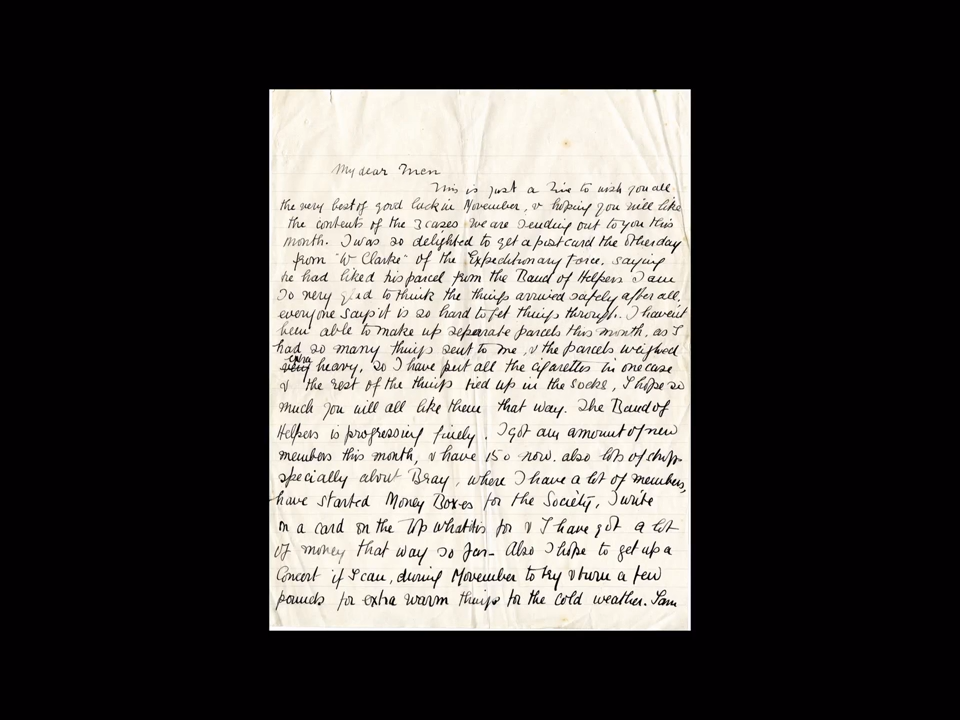 My dear Men
This is just a line to wish you all
the very best of good luck in November, & hoping you will like
the contents of the 3 cases we are sending out to you this
month. I was so delighted to get a post card the other day
from "W Clarke" of the Expeditionary Force, saying
he had liked his parcel from the Band of Helpers I am
so very glad to think the things arrived safely after all,
everyone says it is so hard to get things through. I haven't
been able to make up separate parcels this month, as I
had so many things sent to me, & the parcels weighed
extra heavy, so I have put all the cigarettes in one case
& the rest of the things tied up in the socks, I hope so
much you will all like them that way. The Band of
Helpers is progressing finely. I got an amount of new
members this month, & have 150 now. also lots of shops
specially about Bray, where I have a lot of members,
have started Money Boxes for the Society, I write
on a card on the top what it is for & I have got a lot
of money that way so far- Also I hope to get up a
Concert if I can, during November to try & turn a few
pounds for extra warm things for the cold weather. I am